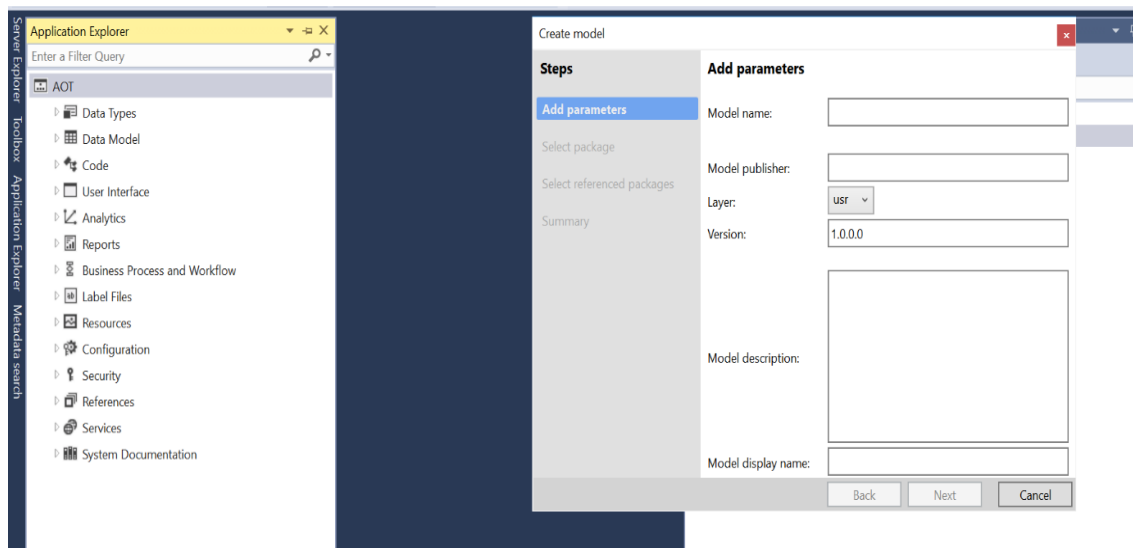 Server Explorer
Toolbox
Application Explorer
Metadata search
Application Explorer
Enter a Filter Query
AOT
Data Types
Data Model
Code
User Interface
Analytics
Reports
Business Process and Workflow
Label Files
Resources
Configuration
Security
References
Services
System Documentation
Create model
Steps
Add parameters
Select package
Select referenced packages
Summary
Add parameters
Model name:
Model publisher:
Layer: usr
Version: 1.0.0.0
Model description:
Model display name:
Back Next Cancel